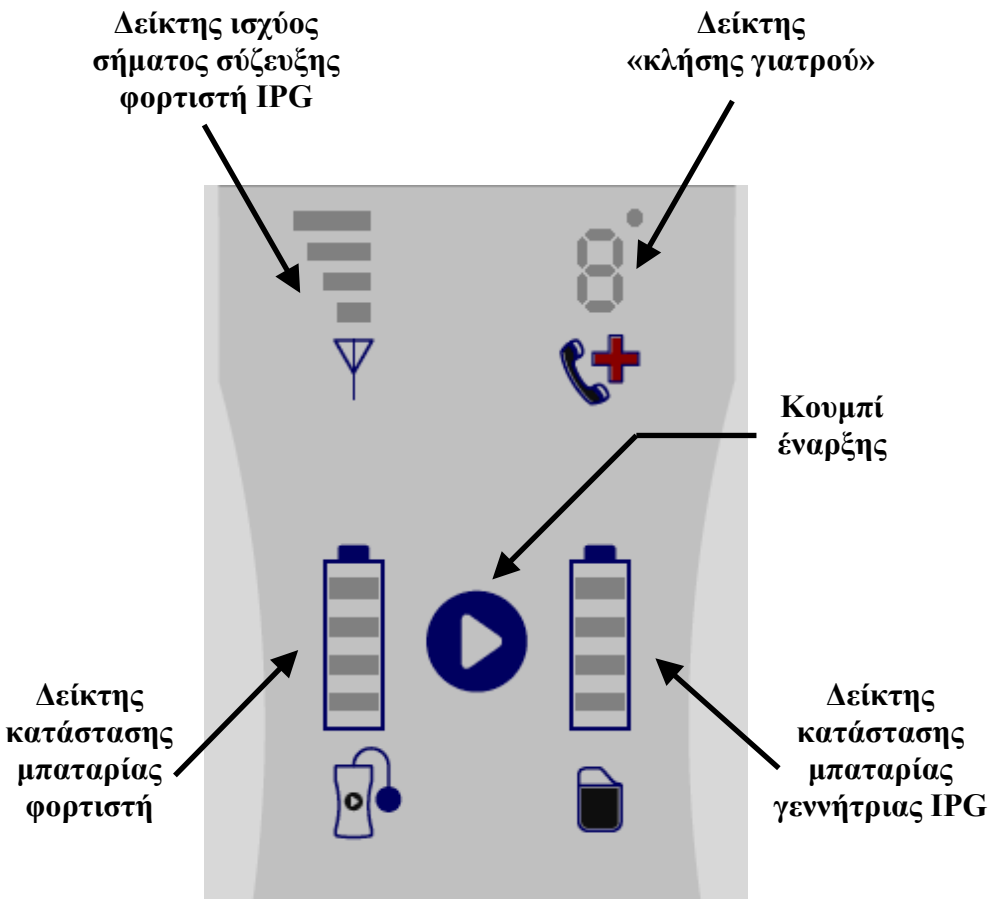 Δείκτης ισχύος
σήματος σύζευξης
φορτιστή IPG
Δείκτης
«κλήσης γιατρού»
Κουμπί
έναρξης
Δείκτης
κατάστασης
μπαταρίας
φορτιστή
Δείκτης
κατάστασης
μπαταρίας
γεννήτριας IPG